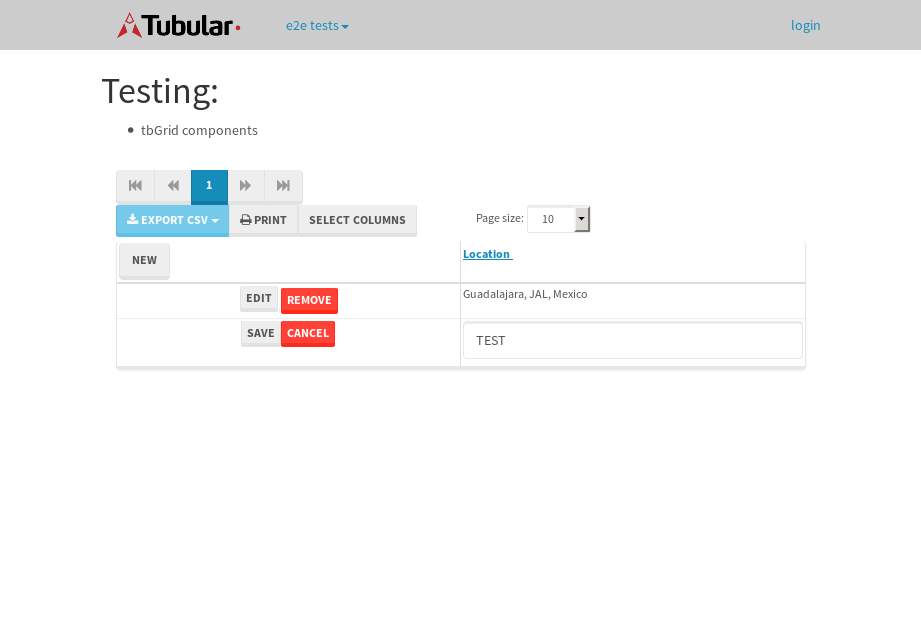 Tubular.
e2e tests
login
Testing:
tbGrid components
1
EXPORT CSV
PRINT
SELECT COLUMNS
Page size:
10
NEW
Location
EDIT
REMOVE
Guadalajara, JAL, Mexico
SAVE
CANCEL
TEST